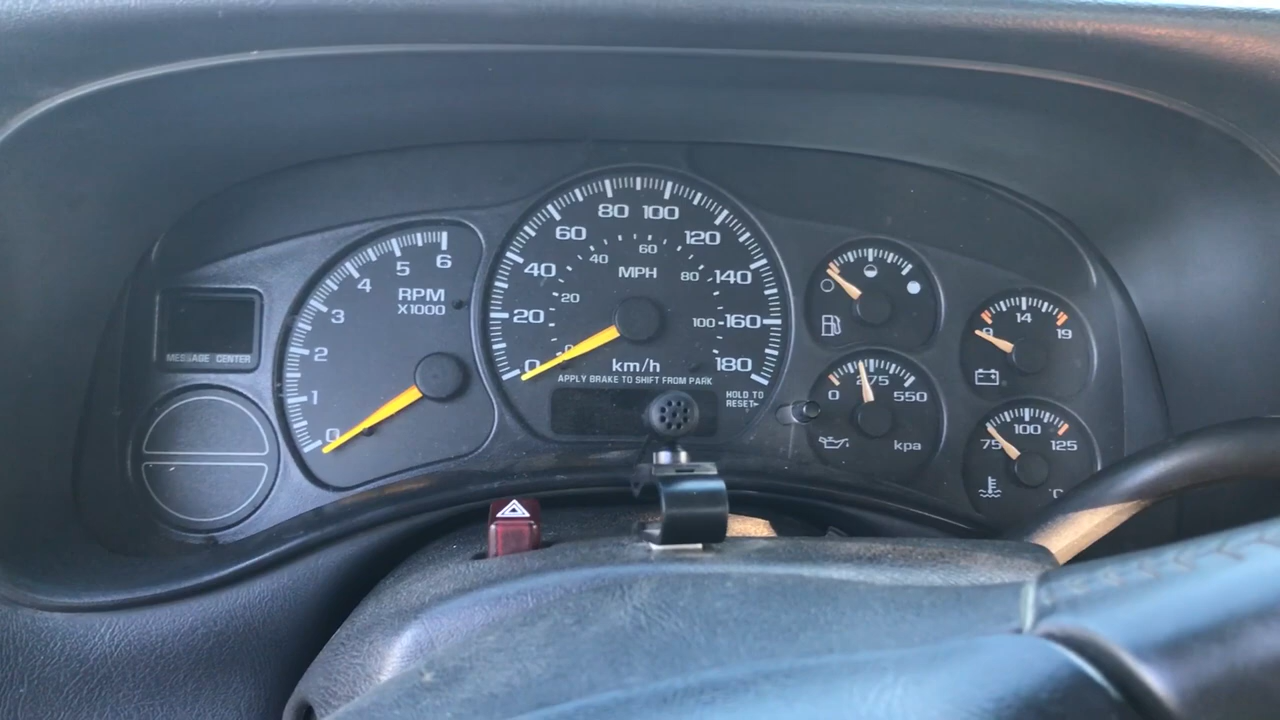 MESSAGE CENTER
0 1 2 3 4 5 6
RPM
X1000
0 20 40 60 80 100 120 140 160 180
20 40 60 80 100
MPH
km/h
APPLY BRAKE TO SHIFT FROM PARK
HOLD TO
RESET
0 275 550
kpa
9 14 19
75 100 125
°C